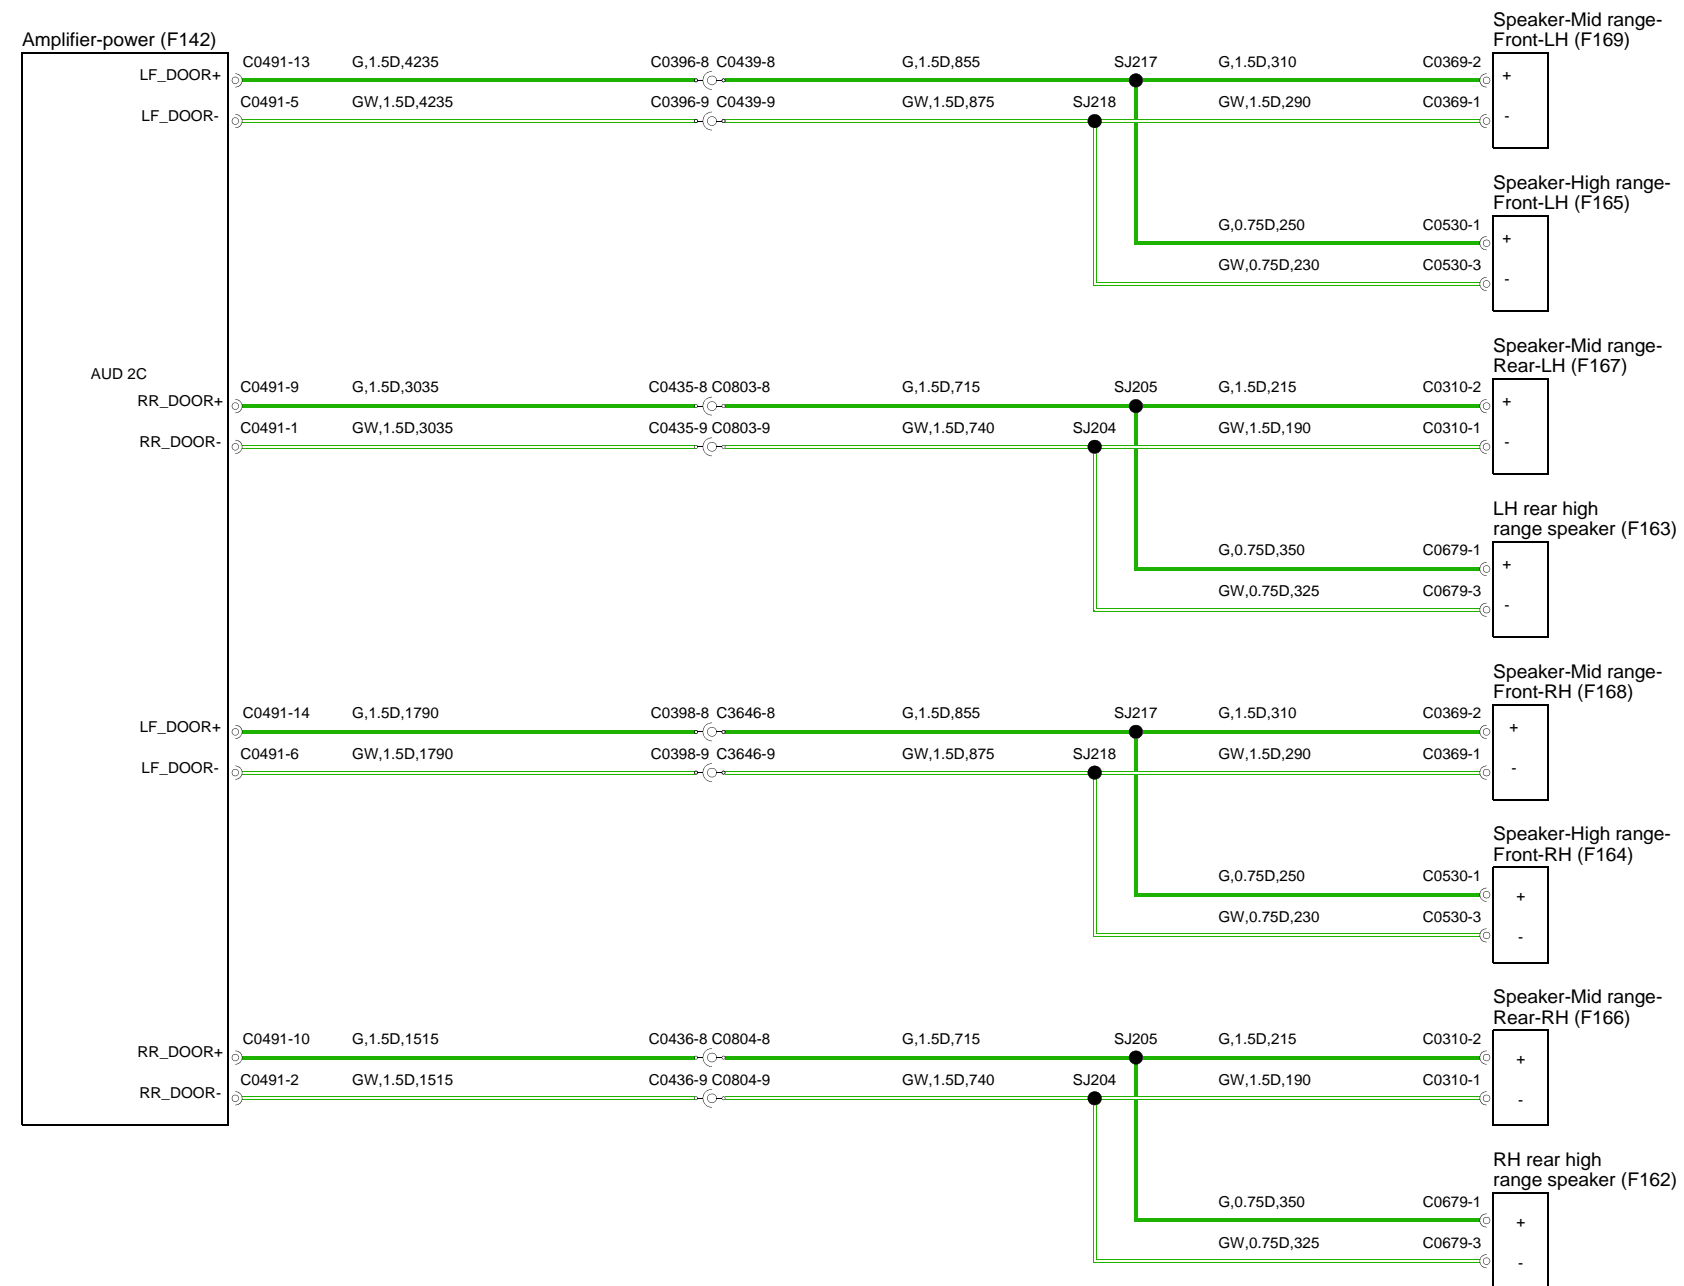 Speaker-Mid range-
Front-LH (F169)
Amplifier-power (F142)
LF_DOOR+ C0491-13 G,1.5D,4235 C0396-8 C0439-8 G,1.5D,855 SJ217 G,1.5D,310 C0369-2 +
LF_DOOR- C0491-5 GW,1.5D,4235 C0396-9 C0439-9 GW,1.5D,875 SJ218 GW,1.5D,290 C0369-1 -
Speaker-High range-
Front-LH (F165)
G,0.75D,250 C0530-1 +
GW,0.75D,230 C0530-3 -
Speaker-Mid range-
Rear-LH (F167)
AUD 2C
RR_DOOR+ C0491-9 G,1.5D,3035 C0435-8 C0803-8 G,1.5D,715 SJ205 G,1.5D,215 C0310-2 +
RR_DOOR- C0491-1 GW,1.5D,3035 C0435-9 C0803-9 GW,1.5D,740 SJ204 GW,1.5D,190 C0310-1 -
LH rear high
range speaker (F163)
G,0.75D,350 C0679-1 +
GW,0.75D,325 C0679-3 -
Speaker-Mid range-
Front-RH (F168)
LF_DOOR+ C0491-14 G,1.5D,1790 C0398-8 C3646-8 G,1.5D,855 SJ217 G,1.5D,310 C0369-2 +
LF_DOOR- C0491-6 GW,1.5D,1790 C0398-9 C3646-9 GW,1.5D,875 SJ218 GW,1.5D,290 C0369-1 -
Speaker-High range-
Front-RH (F164)
G,0.75D,250 C0530-1 +
GW,0.75D,230 C0530-3 -
Speaker-Mid range-
Rear-RH (F166)
RR_DOOR+ C0491-10 G,1.5D,1515 C0436-8 C0804-8 G,1.5D,715 SJ205 G,1.5D,215 C0310-2 +
RR_DOOR- C0491-2 GW,1.5D,1515 C0436-9 C0804-9 GW,1.5D,740 SJ204 GW,1.5D,190 C0310-1 -
RH rear high
range speaker (F162)
G,0.75D,350 C0679-1 +
GW,0.75D,325 C0679-3 -